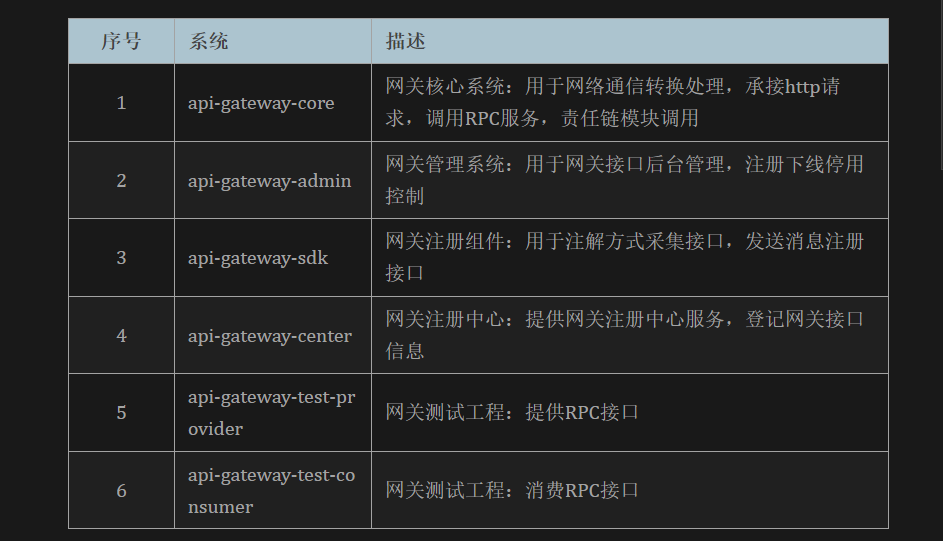 序号 系统 描述
1 api-gateway-core 网关核心系统：用于网络通信转换处理，承接http请
求，调用RPC服务，责任链模块调用
2 api-gateway-admin 网关管理系统：用于网关接口后台管理，注册下线停用
控制
3 api-gateway-sdk 网关注册组件：用于注解方式采集接口，发送消息注册
接口
4 api-gateway-center 网关注册中心：提供网关注册中心服务，登记网关接口
信息
5 api-gateway-test-pr
ovider 网关测试工程：提供RPC接口
6 api-gateway-test-co
nsumer 网关测试工程：消费RPC接口